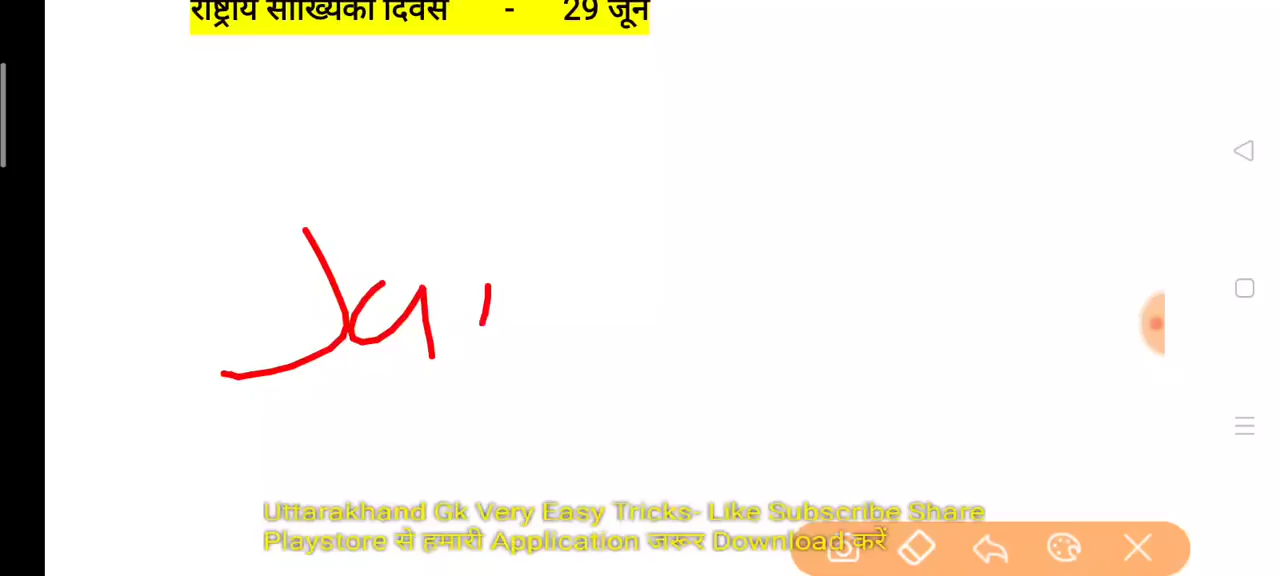 राष्ट्रीय सांख्यिकी दिवस - 29 जून
Uttarakhand Gk Very Easy Tricks- Like Subscribe Share
Playstore से हमारी Application जरूर Download करें